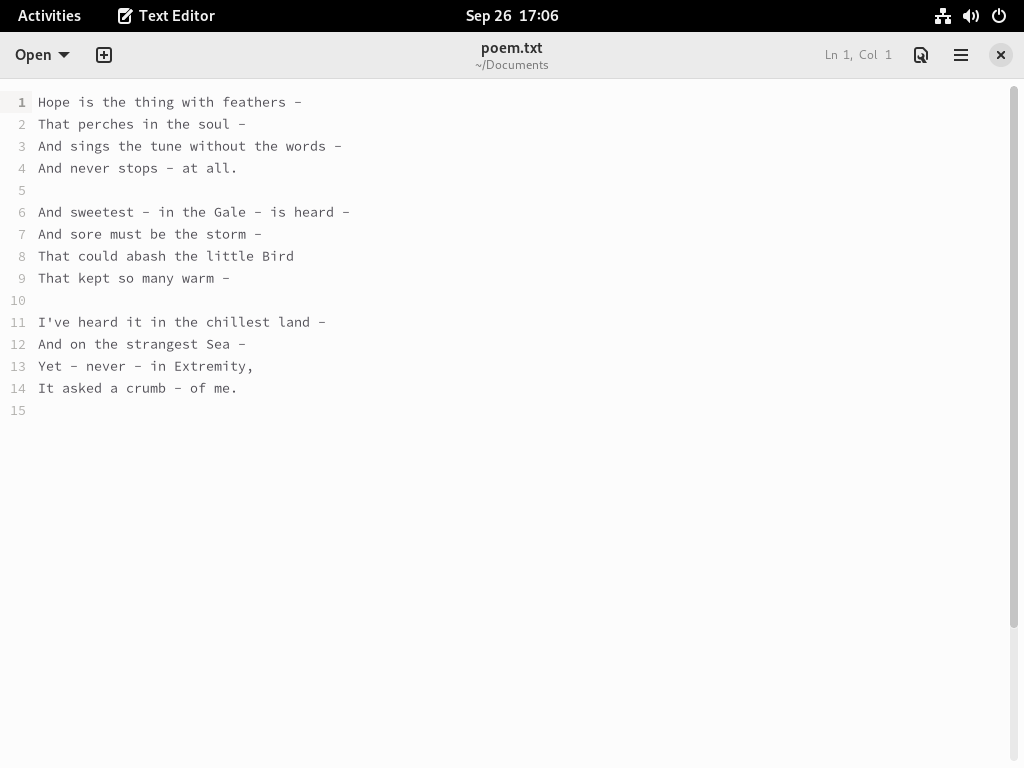 Activities Text Editor Sep 26 17:06
Open poem.txt Ln 1, Col 1
~/Documents
1 Hope is the thing with feathers -
2 That perches in the soul -
3 And sings the tune without the words -
4 And never stops - at all.
5
6 And sweetest - in the Gale - is heard -
7 And sore must be the storm -
8 That could abash the little Bird
9 That kept so many warm -
10
11 I've heard it in the chillest land -
12 And on the strangest Sea -
13 Yet - never - in Extremity,
14 It asked a crumb - of me.
15